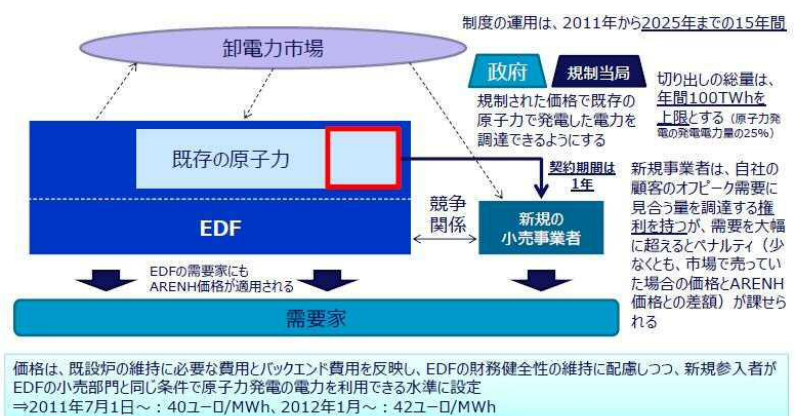 制度の運用は、2011年から2025年までの15年間
卸電力市場
政府
規制当局
規制された価格で既存の
原子力で発電した電力を
調達できるようにする
切り出しの総量は、
年間100TWhを
上限とする（原子力発
電の発電電力量の25%）
既存の原子力
契約期間は
1年
EDF
競争
関係
新規の
小売事業者
新規事業者は、自社の
顧客のオフピーク需要に
見合う量を調達する権
利を持つが、需要を大幅
に超えるとペナルティ（少
なくとも、市場で売ってい
た場合の価格とARENH
価格との差額）が課せら
れる
EDFの需要家にも
ARENH価格が適用される
需要家
価格は、既設炉の維持に必要な費用とバックエンド費用を反映し、EDFの財務健全性の維持に配慮しつつ、新規参入者が
EDFの小売部門と同じ条件で原子力発電の電力を利用できる水準に設定
⇒2011年7月1日～：40ユーロ/MWh、2012年1月～：42ユーロ/MWh